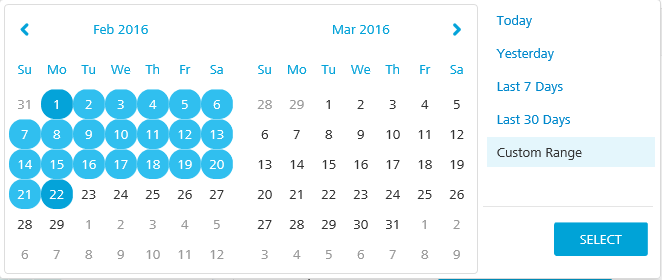 Feb 2016
Su Mo Tu We Th Fr Sa
31 1 2 3 4 5 6
7 8 9 10 11 12 13
14 15 16 17 18 19 20
21 22 23 24 25 26 27
28 29 1 2 3 4 5
6 7 8 9 10 11 12
Mar 2016
Su Mo Tu We Th Fr Sa
28 29 1 2 3 4 5
6 7 8 9 10 11 12
13 14 15 16 17 18 19
20 21 22 23 24 25 26
27 28 29 30 31 1 2
3 4 5 6 7 8 9
Today
Yesterday
Last 7 Days
Last 30 Days
Custom Range
SELECT